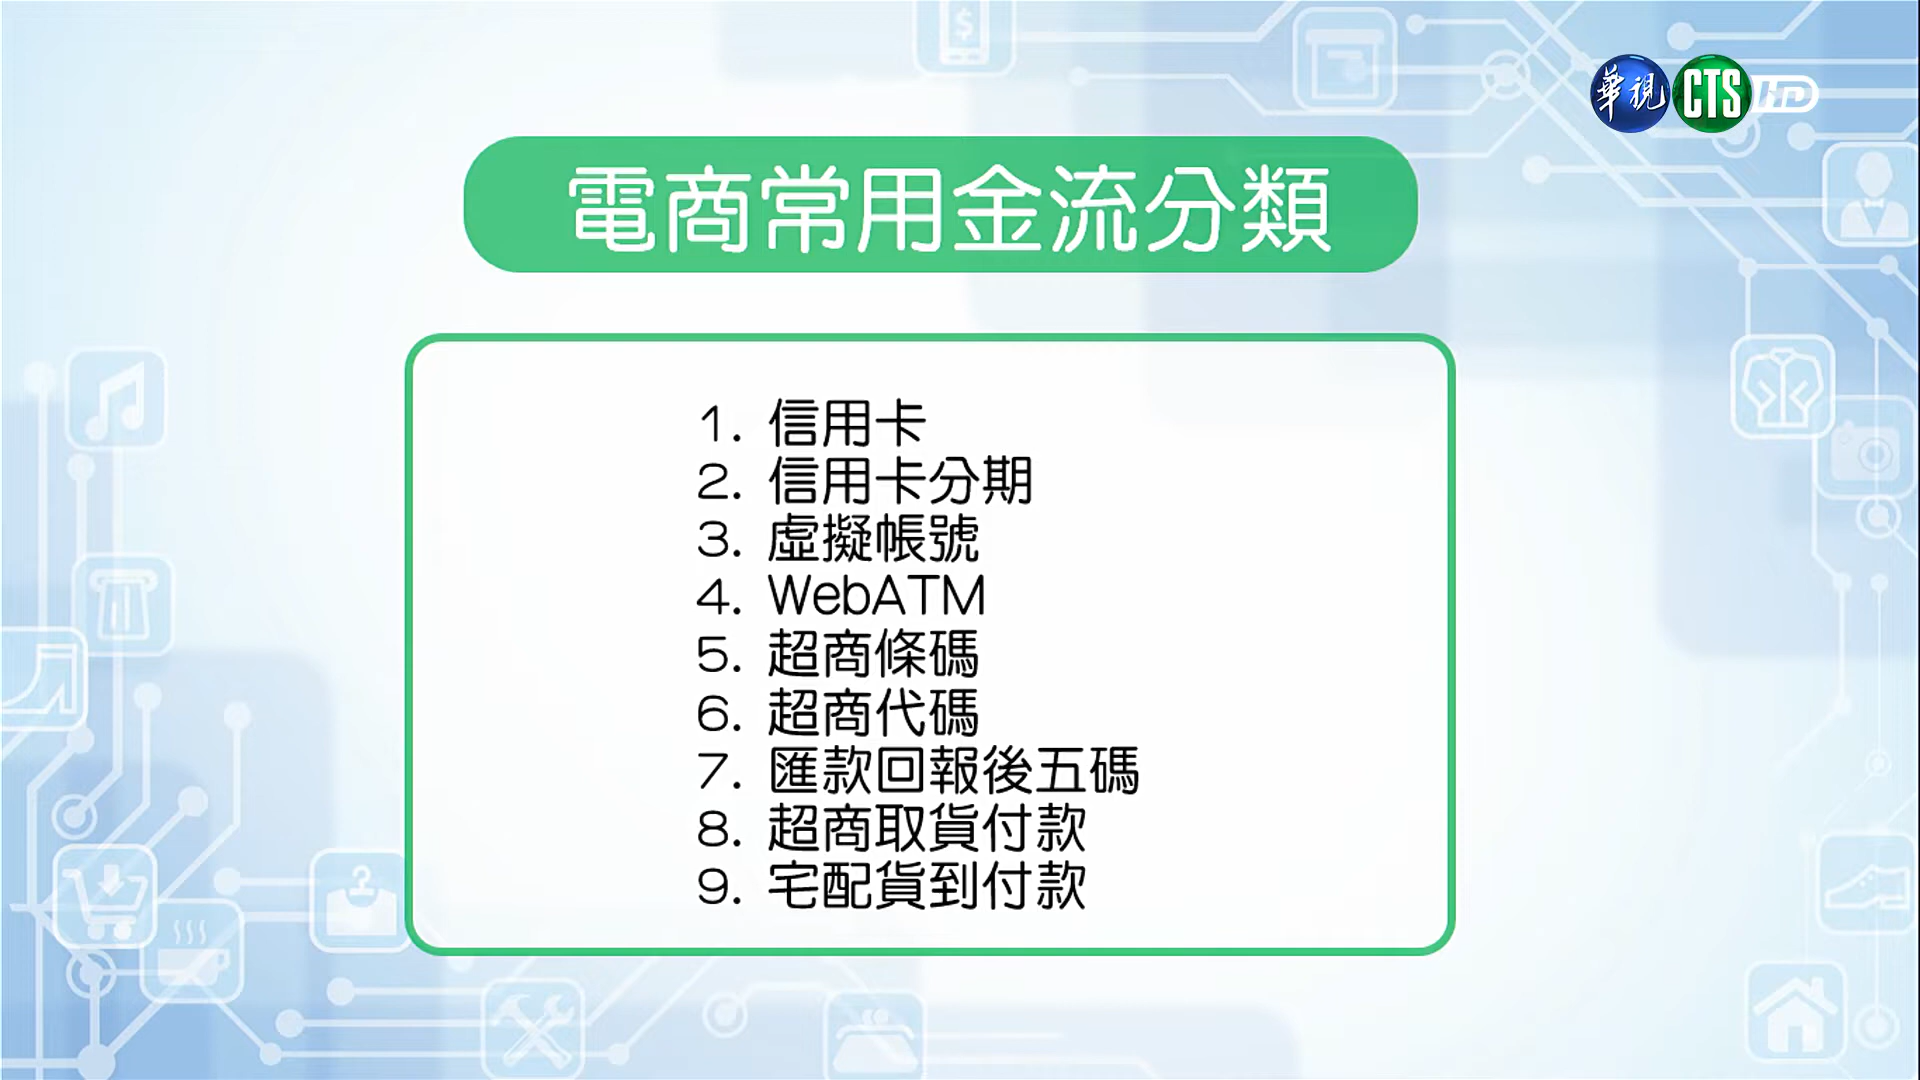 華視 CTS HD
電商常用金流分類
1. 信用卡
2. 信用卡分期
3. 虛擬帳號
4. WebATM
5. 超商條碼
6. 超商代碼
7. 匯款回報後五碼
8. 超商取貨付款
9. 宅配貨到付款